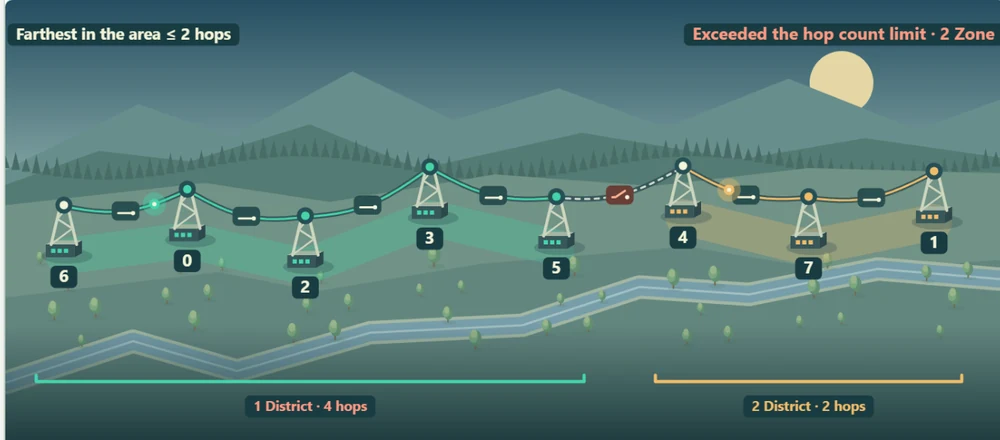 Farthest in the area ≤ 2 hops
Exceeded the hop count limit · 2 Zone
6
0
2
3
5
4
7
1
1 District · 4 hops
2 District · 2 hops